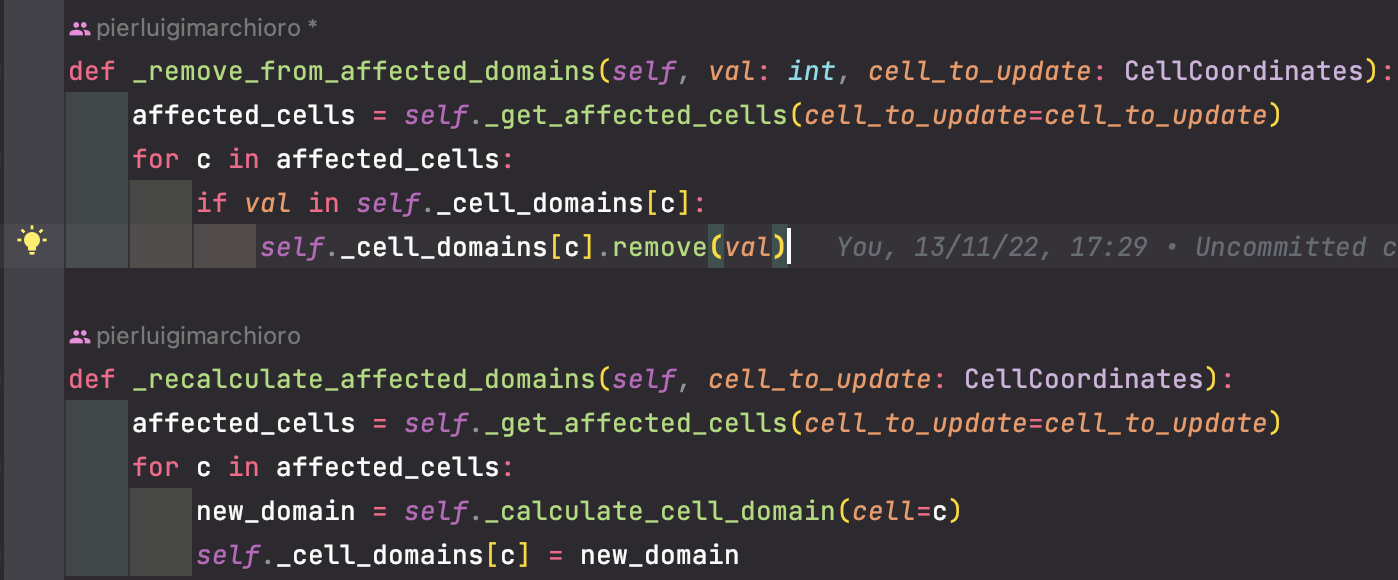 pierluigimarchioro *
def _remove_from_affected_domains(self, val: int, cell_to_update: CellCoordinates):
    affected_cells = self._get_affected_cells(cell_to_update=cell_to_update)
    for c in affected_cells:
        if val in self._cell_domains[c]:
            self._cell_domains[c].remove(val)    You, 13/11/22, 17:29 • Uncommitted c
pierluigimarchioro
def _recalculate_affected_domains(self, cell_to_update: CellCoordinates):
    affected_cells = self._get_affected_cells(cell_to_update=cell_to_update)
    for c in affected_cells:
        new_domain = self._calculate_cell_domain(cell=c)
        self._cell_domains[c] = new_domain